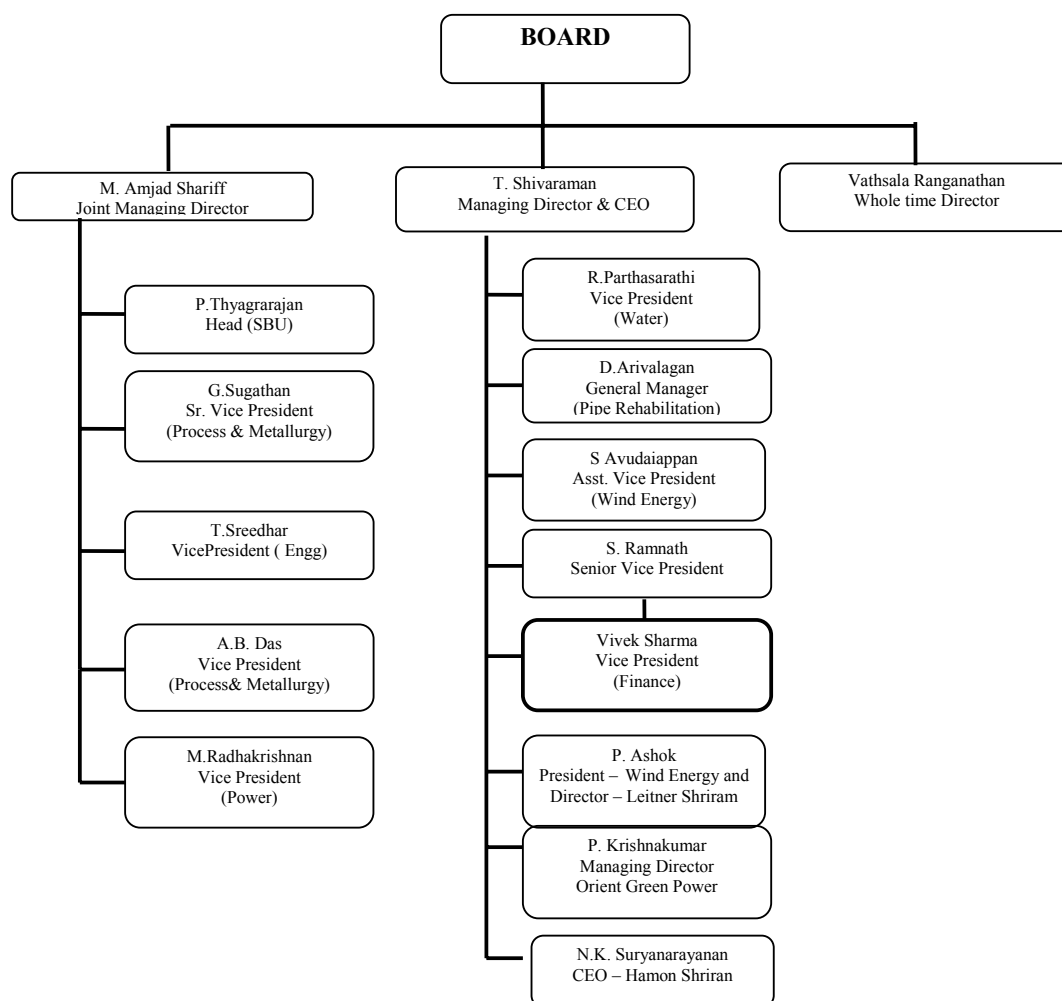 BOARD
M. Amjad Shariff
Joint Managing Director
T. Shivaraman
Managing Director & CEO
Vathsala Ranganathan
Whole time Director
P.Thyagrarajan
Head (SBU)
G.Sugathan
Sr. Vice President
(Process & Metallurgy)
T.Sreedhar
VicePresident ( Engg)
A.B. Das
Vice President
(Process& Metallurgy)
M.Radhakrishnan
Vice President
(Power)
R.Parthasarathi
Vice President
(Water)
D.Arivalagan
General Manager
(Pipe Rehabilitation)
S Avudaiappan
Asst. Vice President
(Wind Energy)
S. Ramnath
Senior Vice President
Vivek Sharma
Vice President
(Finance)
P. Ashok
President – Wind Energy and
Director – Leitner Shriram
P. Krishnakumar
Managing Director
Orient Green Power
N.K. Suryanarayanan
CEO – Hamon Shriran